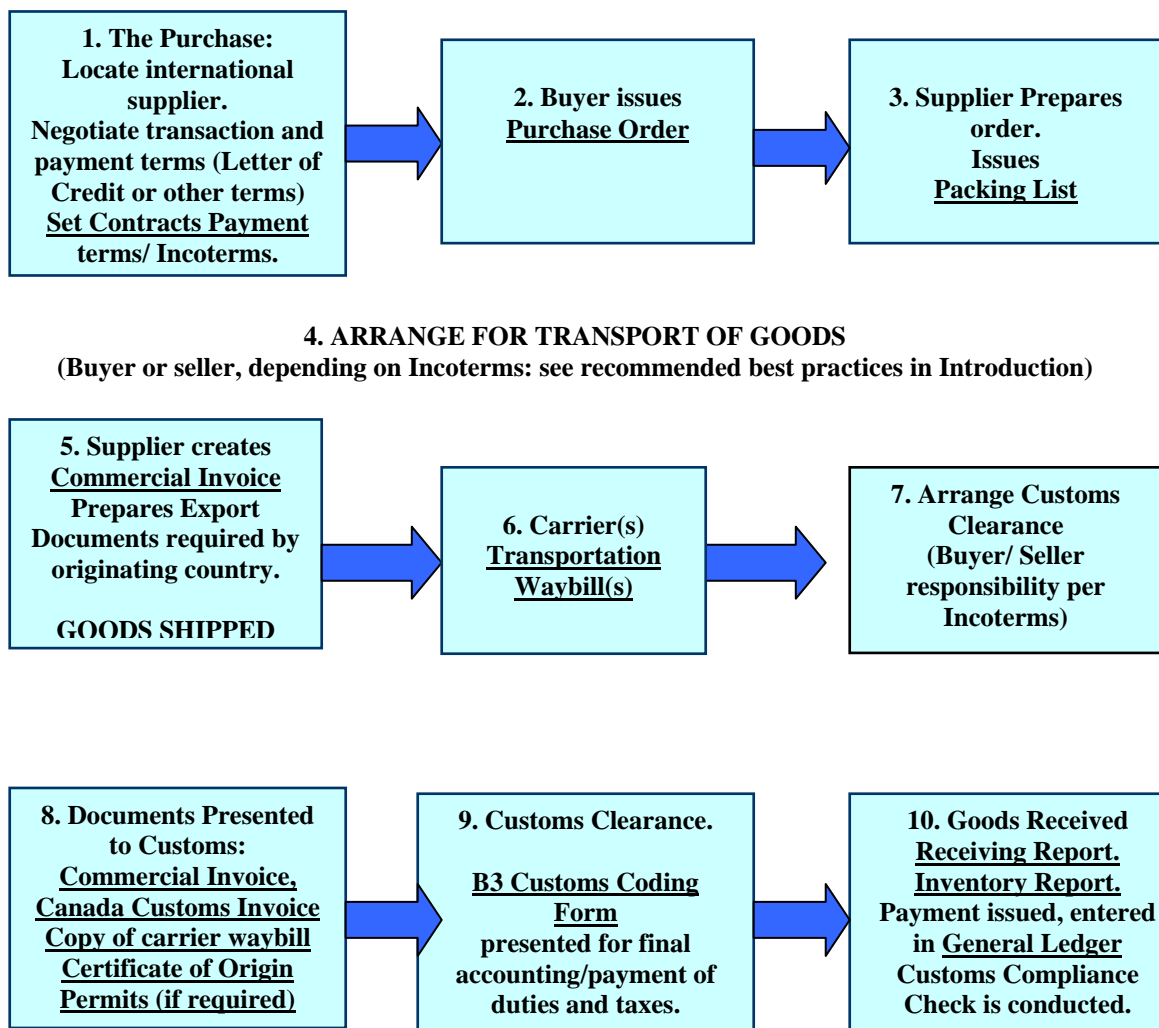 1. The Purchase:
Locate international
supplier.
Negotiate transaction and
payment terms (Letter of
Credit or other terms)
Set Contracts Payment
terms/ Incoterms.
2. Buyer issues
Purchase Order
3. Supplier Prepares
order.
Issues
Packing List
4. ARRANGE FOR TRANSPORT OF GOODS
(Buyer or seller, depending on Incoterms: see recommended best practices in Introduction)
5. Supplier creates
Commercial Invoice
Prepares Export
Documents required by
originating country.
GOODS SHIPPED
6. Carrier(s)
Transportation
Waybill(s)
7. Arrange Customs
Clearance
(Buyer/ Seller
responsibility per
Incoterms)
8. Documents Presented
to Customs:
Commercial Invoice,
Canada Customs Invoice
Copy of carrier waybill
Certificate of Origin
Permits (if required)
9. Customs Clearance.
B3 Customs Coding
Form
presented for final
accounting/payment of
duties and taxes.
10. Goods Received
Receiving Report.
Inventory Report.
Payment issued, entered
in General Ledger
Customs Compliance
Check is conducted.